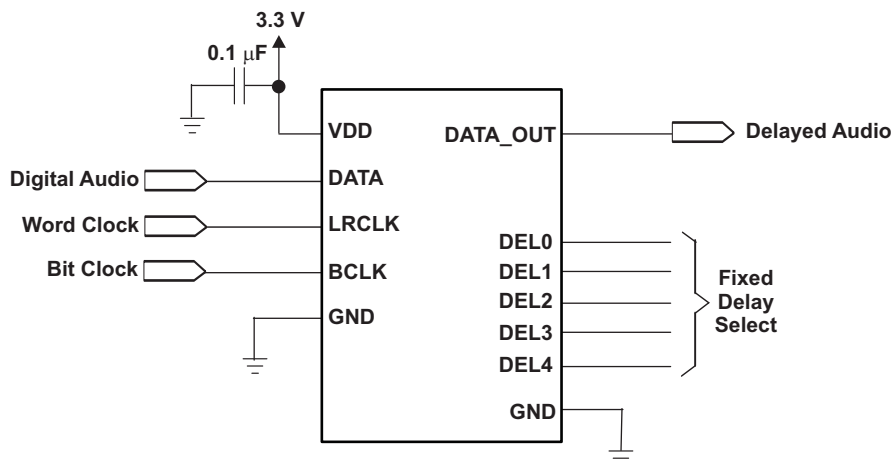 3.3 V
0.1 μF
VDD
DATA_OUT
Delayed Audio
Digital Audio
DATA
Word Clock
LRCLK
Bit Clock
BCLK
GND
DEL0
DEL1
DEL2
DEL3
DEL4
Fixed
Delay
Select
GND